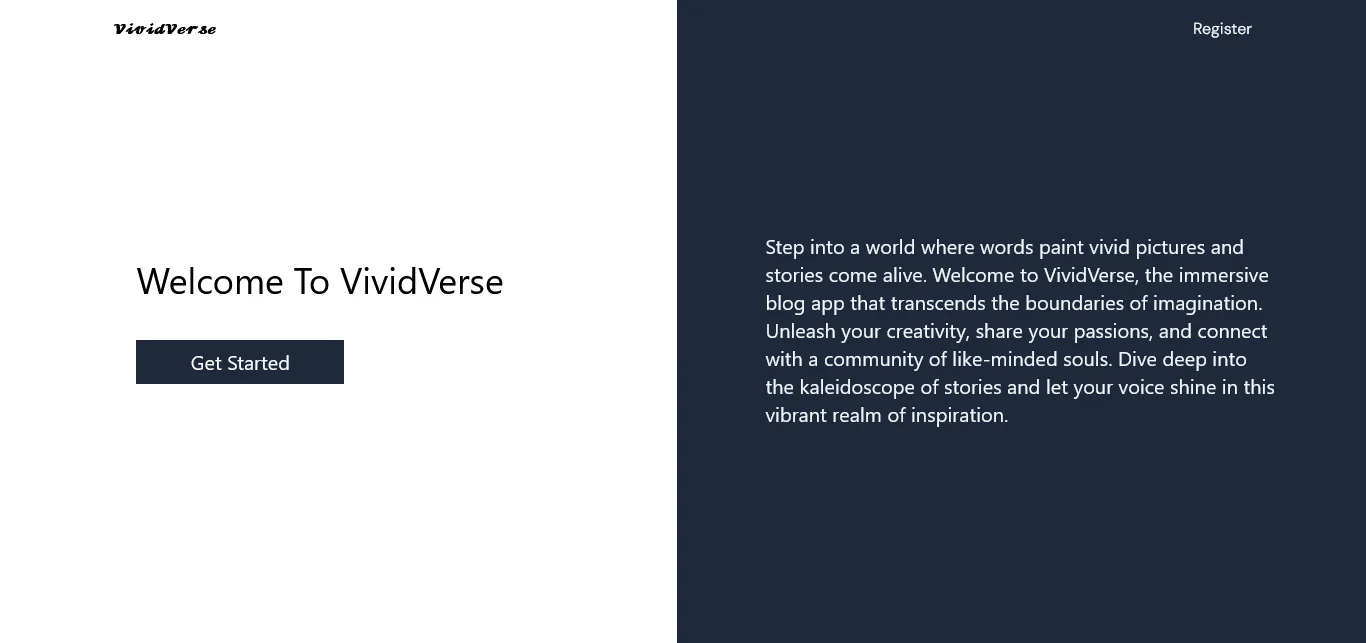 VividVerse
Register
Welcome To VividVerse
Get Started
Step into a world where words paint vivid pictures and
stories come alive. Welcome to VividVerse, the immersive
blog app that transcends the boundaries of imagination.
Unleash your creativity, share your passions, and connect
with a community of like-minded souls. Dive deep into
the kaleidoscope of stories and let your voice shine in this
vibrant realm of inspiration.